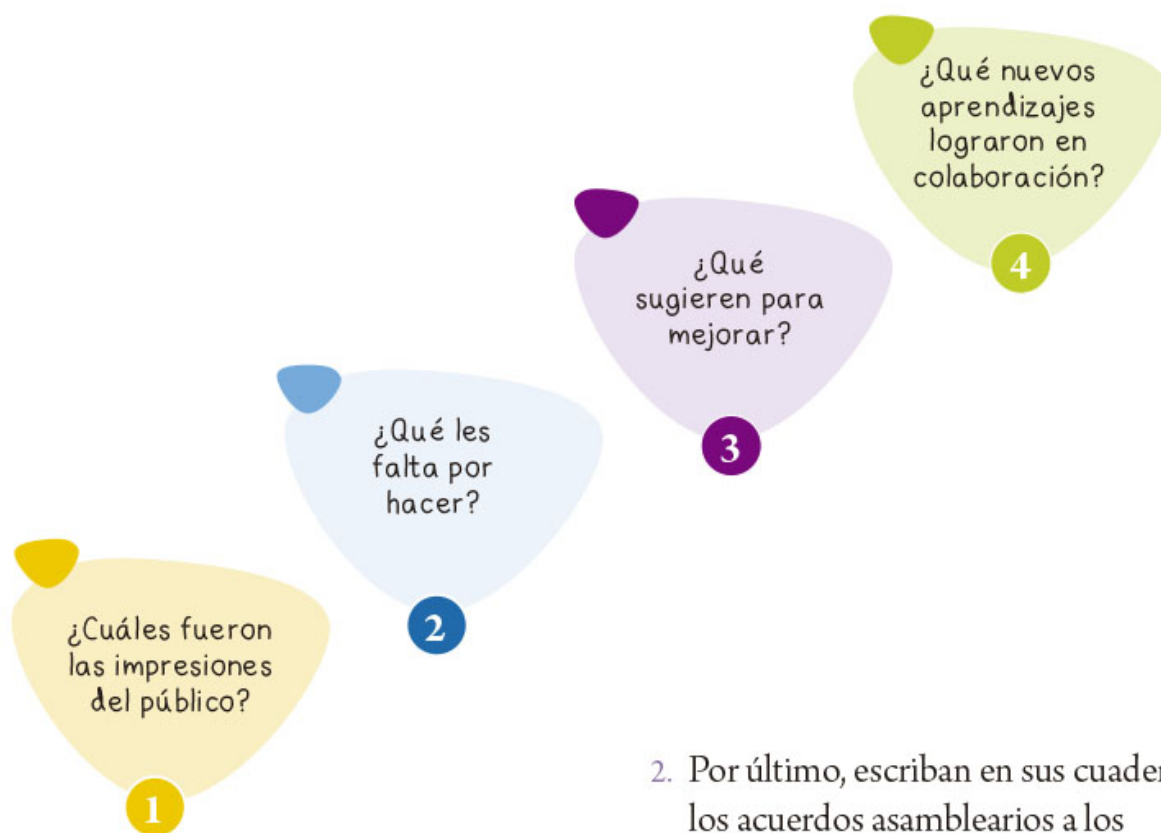 ¿Cuáles fueron
las impresiones
del público?
1
¿Qué les
falta por
hacer?
2
¿Qué
sugieren para
mejorar?
3
¿Qué nuevos
aprendizajes
lograron en
colaboración?
4
2. Por último, escriban en sus
los acuerdos asamblearios a los